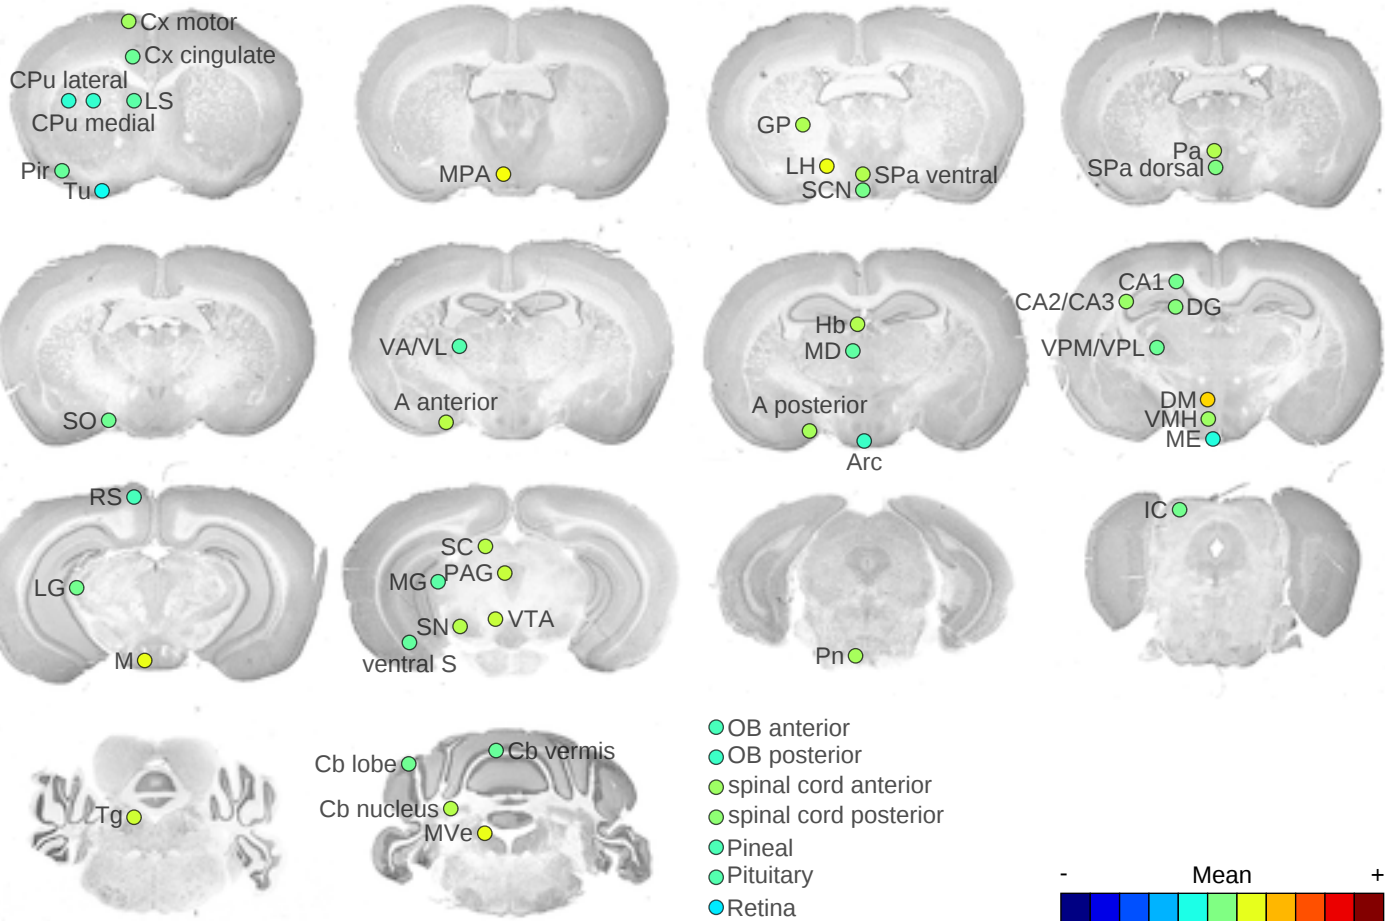 Cx motor
Cx cingulate
CPu lateral
LS
CPu medial
Pir
Tu
MPA
GP
LH
SPa ventral
SCN
Pa
SPa dorsal
SO
VA/VL
A anterior
Hb
MD
A posterior
Arc
CA1
CA2/CA3
DG
VPM/VPL
DM
VMH
ME
RS
LG
M
SC
MG
PAG
SN
VTA
ventral S
Pn
IC
Tg
Cb lobe
Cb vermis
Cb nucleus
MVe
OB anterior
OB posterior
spinal cord anterior
spinal cord posterior
Pineal
Pituitary
Retina
- Mean +